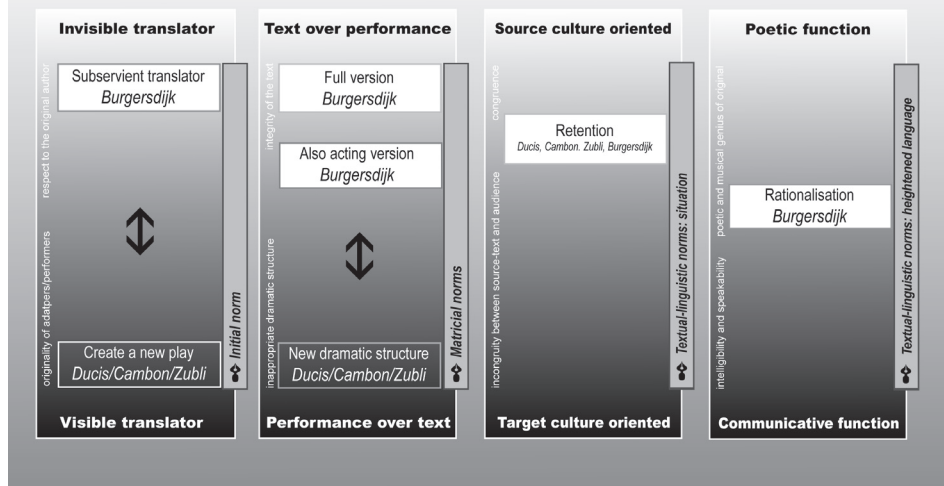 Invisible translator
respect to the original author
Subservient translator
Burgersdijk
originality of adatpers/performers
Create a new play
Ducis/Cambon/Zubli
Initial norm
Visible translator
Text over performance
integrity of the text
Full version
Burgersdijk
Also acting version
Burgersdijk
inappropriate dramatic structure
New dramatic structure
Ducis/Cambon/Zubli
Matricial norms
Performance over text
Source culture oriented
congruence
Retention
Ducis, Cambon. Zubli, Burgersdijk
incongruity between source-text and audience
Textual-linguistic norms: situation
Target culture oriented
Poetic function
poetic and musical genius of original
Rationalisation
Burgersdijk
intelligibility and speakability
Textual-linguistic norms: heightened language
Communicative function